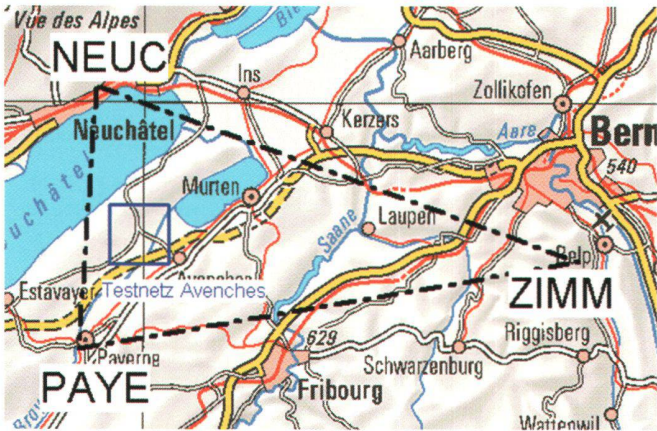 Vue des Alpes
Bie
NEUC
Aarberg
Ins
Zollikofen
Neuchâtel
Kerzers
Aare
Bern
540
Murten
Laupen
Saane
Belp
Estavayer
Testnetz Avenches
ZIMM
629
Riggisberg
Payerne
Schwarzenburg
PAYE
Fribourg
Wattenwil